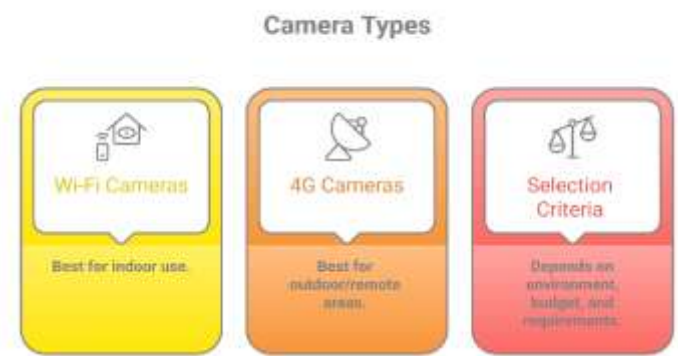 Camera Types
Wi-Fi Cameras
Best for indoor use.
4G Cameras
Best for
outdoor/remote
areas.
Selection
Criteria
Depends on
environment,
budget, and
requirements.